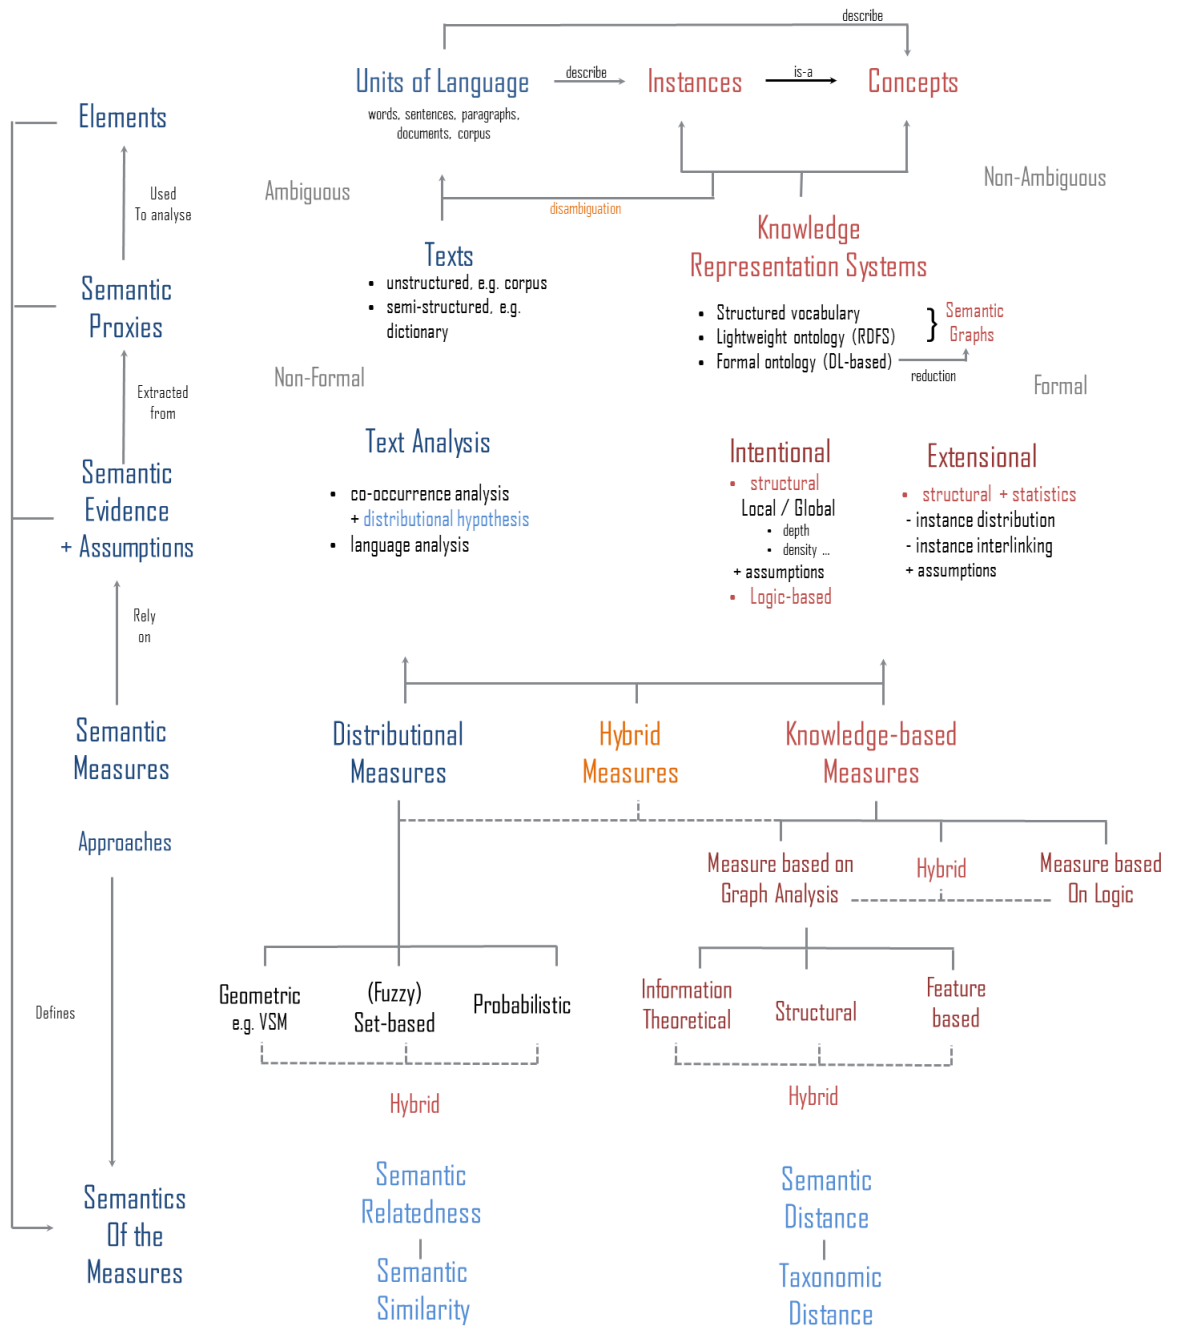 describe
Units of Language
describe
Instances
is-a
Concepts
words, sentences, paragraphs,
documents, corpus
Elements
Used
To analyse
Ambiguous
Non-Ambiguous
disambiguation
Texts
• unstructured, e.g. corpus
• semi-structured, e.g.
dictionary
Knowledge
Representation Systems
• Structured vocabulary
• Lightweight ontology (RDFS)
• Formal ontology (DL-based)
}
Semantic
Graphs
reduction
Semantic
Proxies
Non-Formal
Formal
Extracted
from
Semantic
Evidence
+ Assumptions
Text Analysis
• co-occurrence analysis
+ distributional hypothesis
• language analysis
Intentional
• structural
Local / Global
• depth
• density ...
+ assumptions
• Logic-based
Extensional
• structural + statistics
- instance distribution
- instance interlinking
+ assumptions
Rely
on
Semantic
Measures
Distributional
Measures
Hybrid
Measures
Knowledge-based
Measures
Approaches
Measure based on
Graph Analysis
Hybrid
Measure based
On Logic
Defines
Geometric
e.g. VSM
(Fuzzy)
Set-based
Probabilistic
Information
Theoretical
Structural
Feature
based
Hybrid
Hybrid
Semantics
Of the
Measures
Semantic
Relatedness
Semantic
Similarity
Semantic
Distance
Taxonomic
Distance